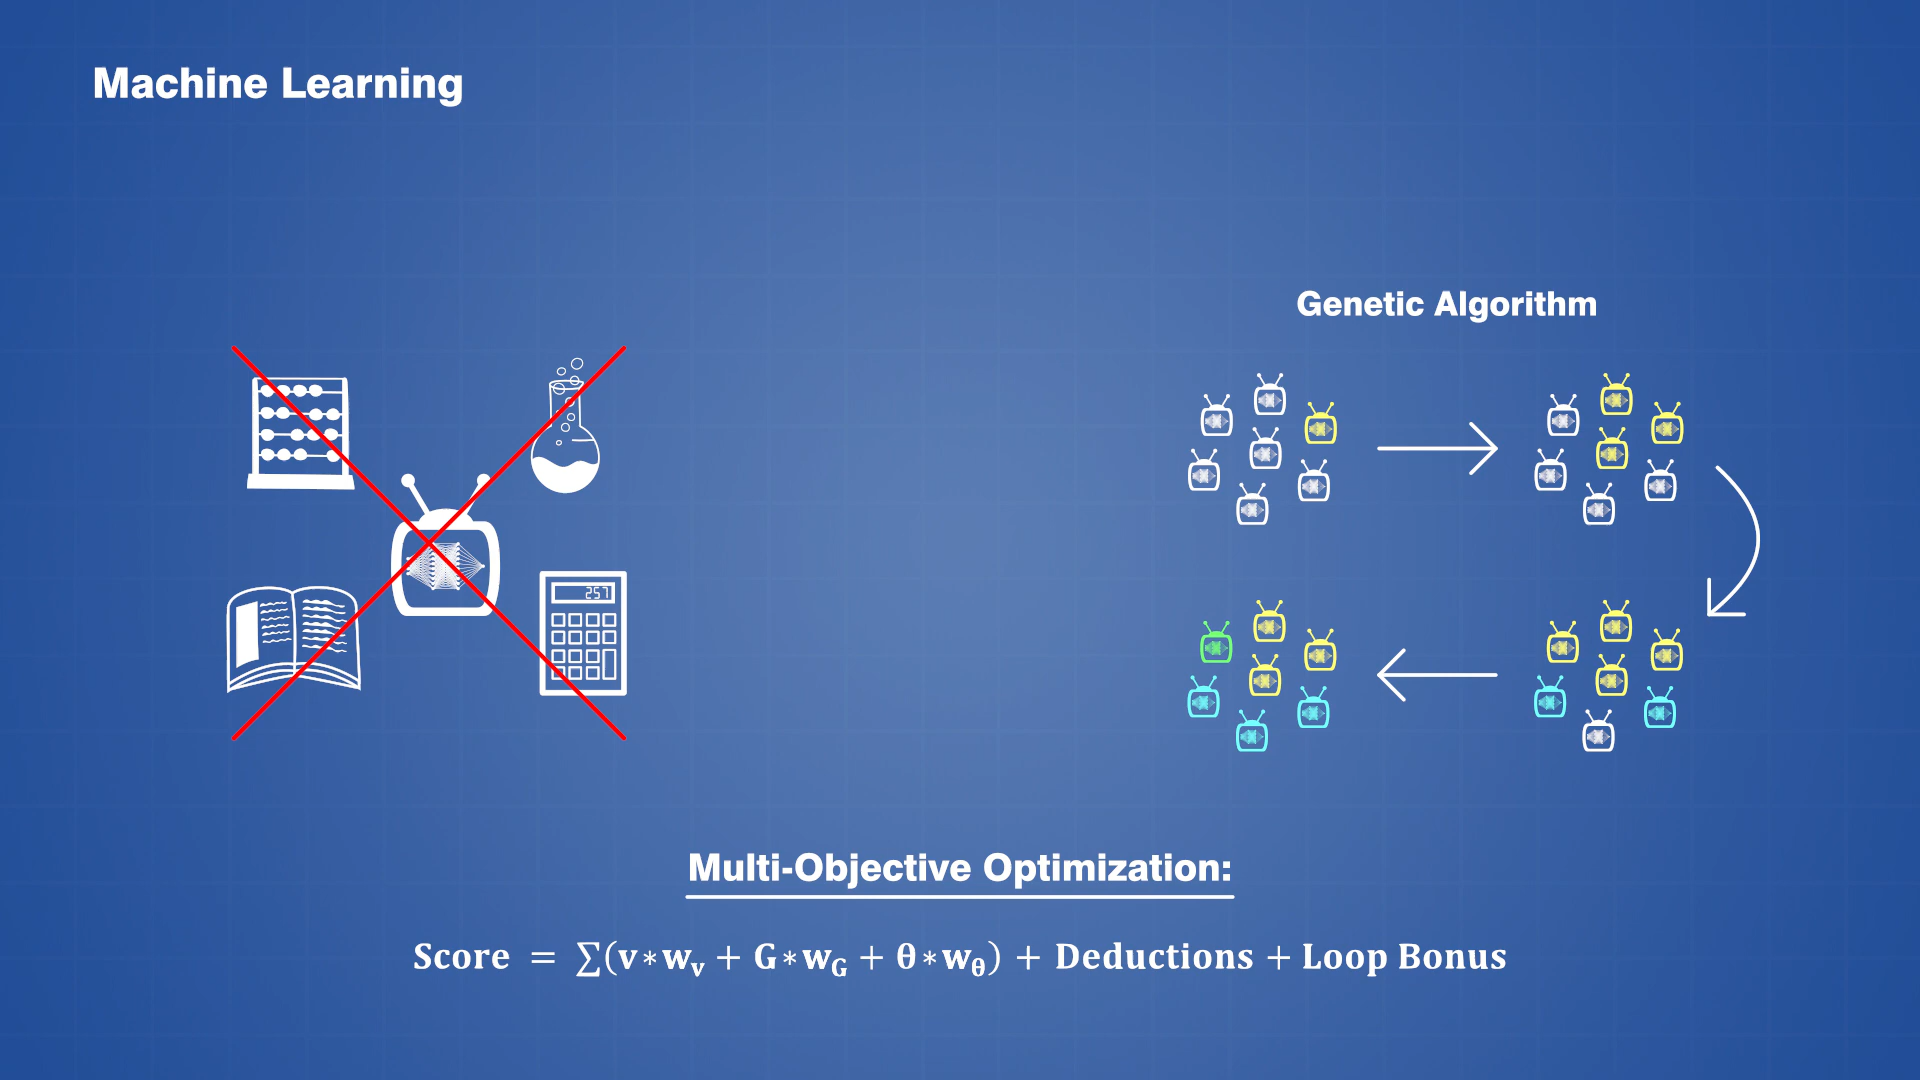 Machine Learning
Genetic Algorithm
257
Multi-Objective Optimization:
Score = ∑(v*w_v + G*w_G + θ*w_θ) + Deductions + Loop Bonus